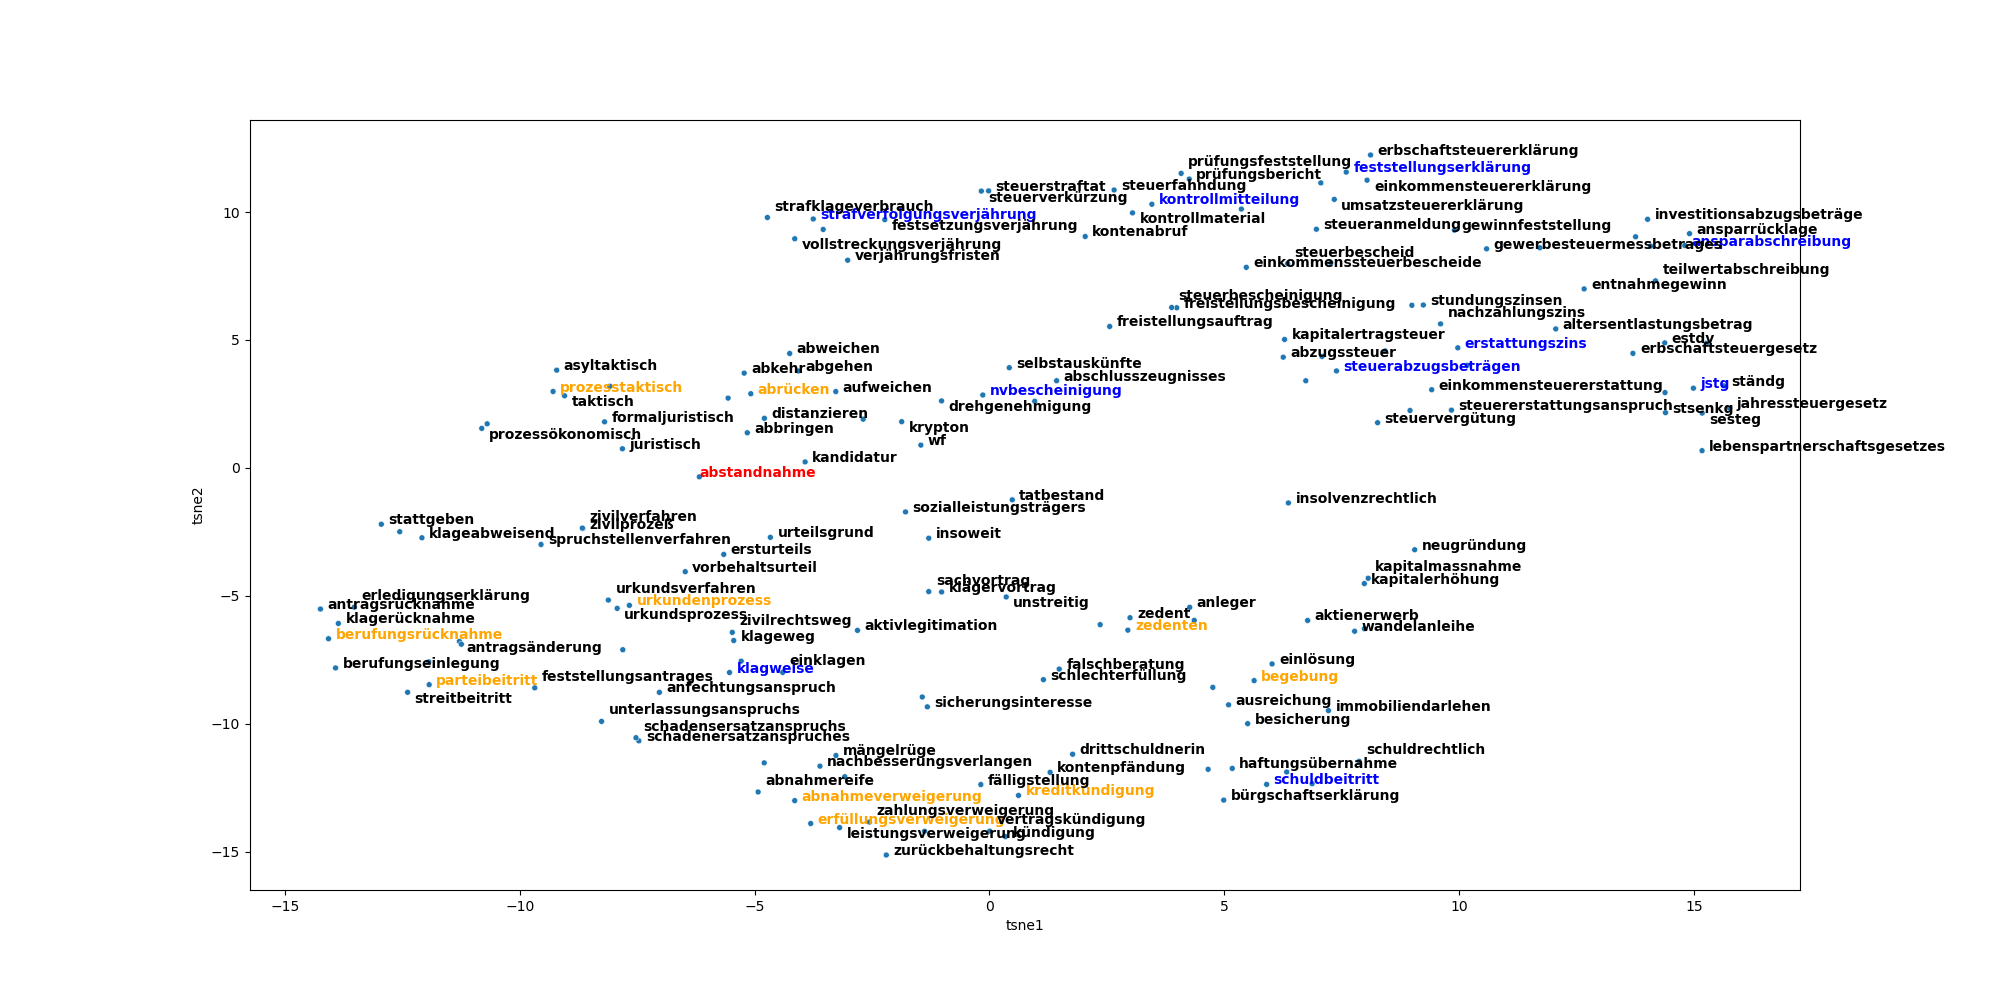 erbschaftsteuererklärung
prüfungsfeststellung
feststellungserklärung
prüfungsbericht
steuerstraftat
steuerfahndung
einkommensteuererklärung
steuerverkürzung
kontrollmitteilung
strafklageverbrauch
umsatzsteuererklärung
strafverfolgungsverjährung
kontrollmaterial
investitionsabzugsbeträge
festsetzungsverjährung
steueranmeldung
gewinnfeststellung
ansparrücklage
kontenabruf
ansparabschreibung
vollstreckungsverjährung
gewerbesteuermessbetrages
verjährungsfristen
steuerbescheid
einkommenssteuerbescheide
teilwertabschreibung
entnahmegewinn
steuerbescheinigung
freistellungsbescheinigung
stundungszinsen
nachzahlungszins
freistellungsauftrag
altersentlastungsbetrag
kapitalertragsteuer
estdv
abweichen
abzugssteuer
erstattungszins
erbschaftsteuergesetz
asyltaktisch
abkehr
abgehen
selbstauskünfte
steuerabzugsbeträgen
prozesstaktisch
abrücken
aufweichen
abschlusszeugnisses
nvbescheinigung
einkommensteuererstattung
jstg
ständg
taktisch
drehgenehmigung
steuererstattungsanspruch
stsenkg
jahressteuergesetz
formaljuristisch
distanzieren
steuervergütung
sesteg
prozessökonomisch
abbringen
krypton
juristisch
wf
lebenspartnerschaftsgesetzes
kandidatur
abstandnahme
tatbestand
insolvenzrechtlich
sozialleistungsträgers
stattgeben
zivilverfahren
zivilprozeß
klageabweisend
spruchstellenverfahren
urteilsgrund
insoweit
ersturteils
neugründung
vorbehaltsurteil
kapitalmassnahme
kapitalerhöhung
erledigungserklärung
urkundsverfahren
sachvortrag
klägervortrag
antragsrücknahme
urkundenprozess
unstreitig
anleger
klagerücknahme
urkundsprozess
zivilrechtsweg
aktivlegitimation
zedent
zedenten
aktienerwerb
wandelanleihe
berufungsrücknahme
klageweg
antragsänderung
berufungseinlegung
einklagen
klagweise
falschberatung
einlösung
parteibeitritt
feststellungsantrages
schlechterfüllung
begebung
streitbeitritt
anfechtungsanspruch
sicherungsinteresse
ausreichung
immobiliendarlehen
unterlassungsanspruchs
besicherung
schadensersatzanspruchs
schadenersatzanspruches
mängelrüge
drittschuldnerin
schuldrechtlich
nachbesserungsverlangen
kontenpfändung
haftungsübernahme
abnahmereife
fälligstellung
schuldbeitritt
abnahmeverweigerung
kreditkündigung
bürgschaftserklärung
zahlungsverweigerung
erfüllungsverweigerung
vertragskündigung
leistungsverweigerung
kündigung
zurückbehaltungsrecht
10
5
0
−5
−10
−15
tsne2
−15
−10
−5
0
5
10
15
tsne1